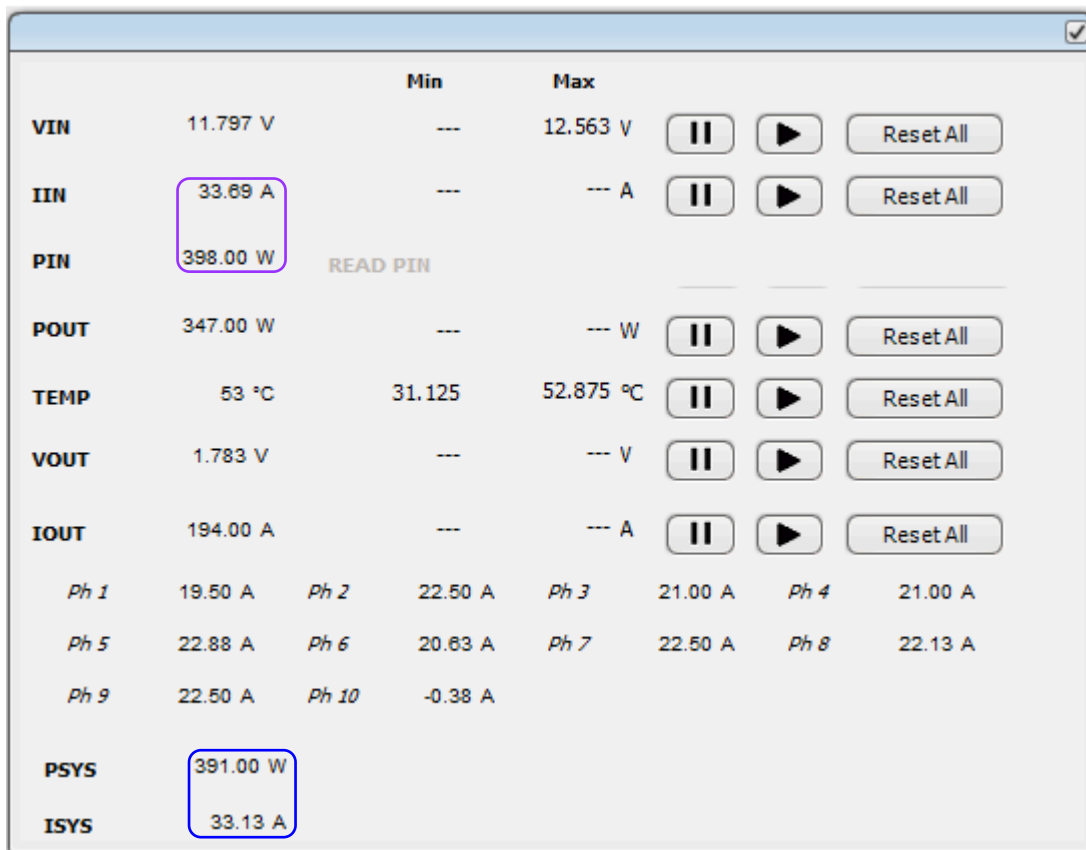 Min Max
VIN 11.797 V --- 12.563 V Reset All
IIN 33.69 A --- --- A Reset All
PIN 398.00 W READ PIN
POUT 347.00 W --- --- W Reset All
TEMP 53 °C 31.125 52.875 °C Reset All
VOUT 1.783 V --- --- V Reset All
IOUT 194.00 A --- --- A Reset All
Ph 1 19.50 A Ph 2 22.50 A Ph 3 21.00 A Ph 4 21.00 A
Ph 5 22.88 A Ph 6 20.63 A Ph 7 22.50 A Ph 8 22.13 A
Ph 9 22.50 A Ph 10 -0.38 A
PSYS 391.00 W
ISYS 33.13 A